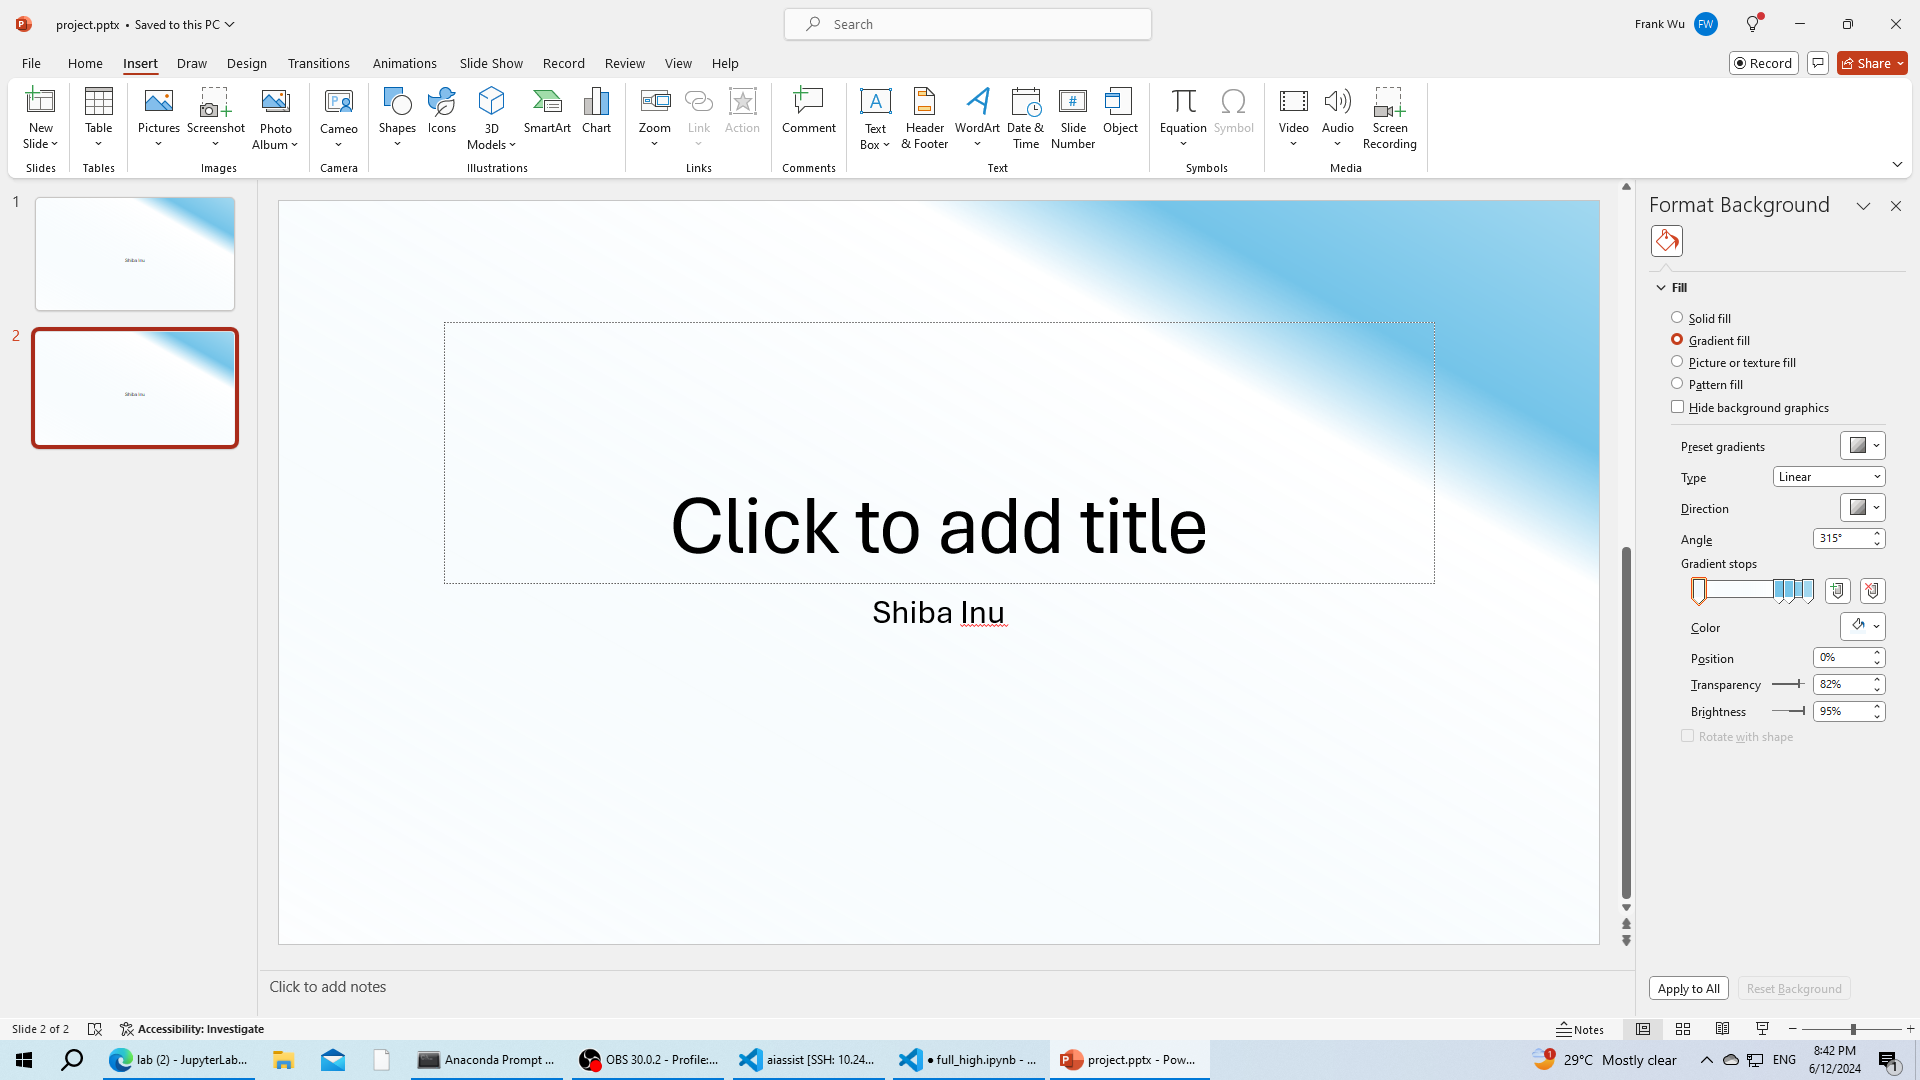 project.pptx • Saved to this PC
Search
Frank Wu FW
File Home Insert Draw Design Transitions Animations Slide Show Record Review View Help
Record Share
New Slide
Table
Pictures
Screenshot
Photo Album
Cameo
Shapes
Icons
3D Models
SmartArt
Chart
Zoom
Link
Action
Comment
Text Box
Header & Footer
WordArt
Date & Time
Slide Number
Object
Equation
Symbol
Video
Audio
Screen Recording
Slides Tables Images Camera Illustrations Links Comments Text Symbols Media
1
Shiba Inu
2
Shiba Inu
Click to add title
Shiba Inu
Click to add notes
Format Background
Fill
Solid fill
Gradient fill
Picture or texture fill
Pattern fill
Hide background graphics
Preset gradients
Type Linear
Direction
Angle 315°
Gradient stops
Color
Position 0%
Transparency 82%
Brightness 95%
Rotate with shape
Apply to All Reset Background
Slide 2 of 2 Accessibility: Investigate Notes
lab (2) - JupyterLab...
Anaconda Prompt ...
OBS 30.0.2 - Profile:...
aiassist [SSH: 10.24...
● full_high.ipynb - ...
project.pptx - Pow...
1
29°C Mostly clear
ENG
8:42 PM
6/12/2024
1